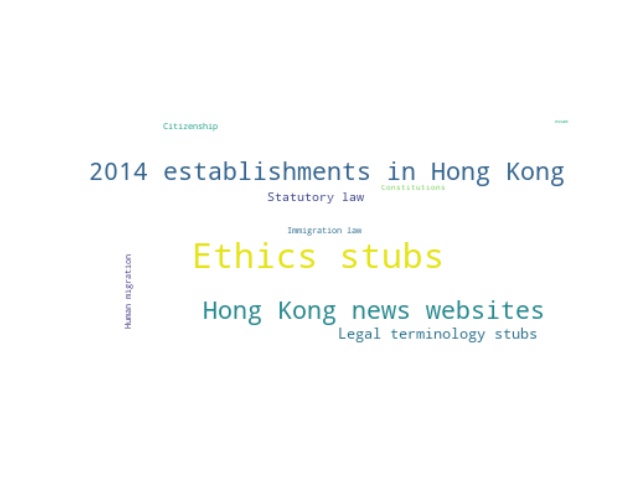 Citizenship
2014 establishments in Hong Kong
Constitutions
Statutory law
Immigration law
Ethics stubs
Human migration
Hong Kong news websites
Legal terminology stubs